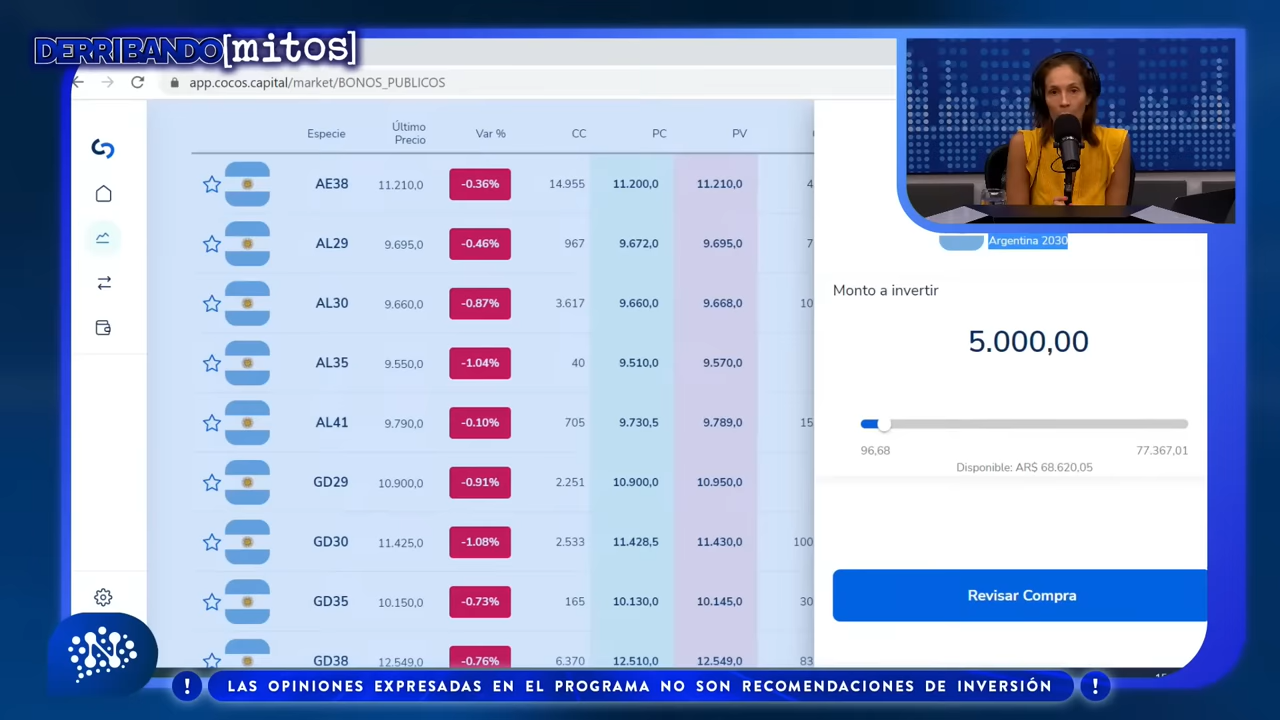 DERRIBANDO[mitos]
app.cocos.capital/market/BONOS_PUBLICOS
Especie Último Precio Var % CC PC PV
AE38 11.210,0 -0.36% 14.955 11.200,0 11.210,0 4
AL29 9.695,0 -0.46% 967 9.672,0 9.695,0 7
AL30 9.660,0 -0.87% 3.617 9.660,0 9.668,0 10
AL35 9.550,0 -1.04% 40 9.510,0 9.570,0
AL41 9.790,0 -0.10% 705 9.730,5 9.789,0 15
GD29 10.900,0 -0.91% 2.251 10.900,0 10.950,0
GD30 11.425,0 -1.08% 2.533 11.428,5 11.430,0 100
GD35 10.150,0 -0.73% 165 10.130,0 10.145,0 30
GD38 12.549,0 -0.76% 6.370 12.510,0 12.549,0 83
Argentina 2030
Monto a invertir
5.000,00
96,68 77.367,01
Disponible: ARS 68.620,05
Revisar Compra
N
! LAS OPINIONES EXPRESADAS EN EL PROGRAMA NO SON RECOMENDACIONES DE INVERSIÓN !